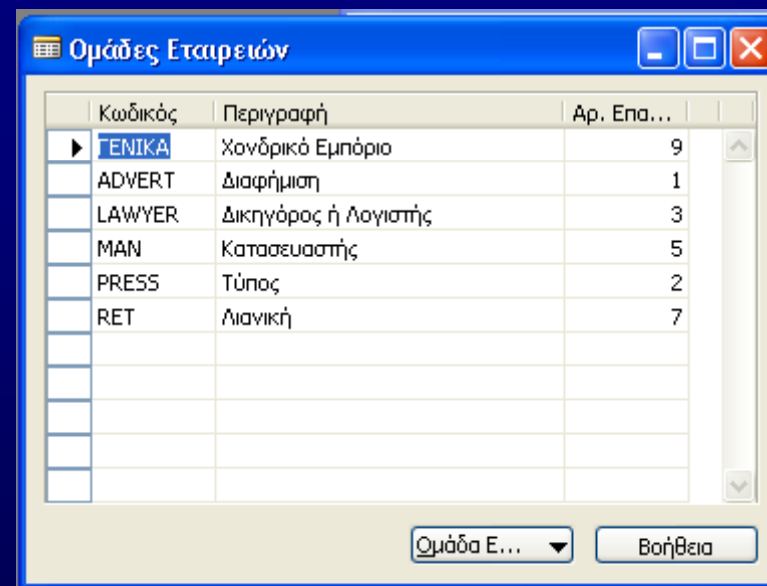 Ομάδες Εταιρειών
Κωδικός Περιγραφή Αρ. Επα...
ΓΕΝΙΚΑ Χονδρικό Εμπόριο 9
ADVERT Διαφήμιση 1
LAWYER Δικηγόρος ή Λογιστής 3
MAN Κατασευαστής 5
PRESS Τύπος 2
RET Λιανική 7
Ομάδα Ε... Βοήθεια